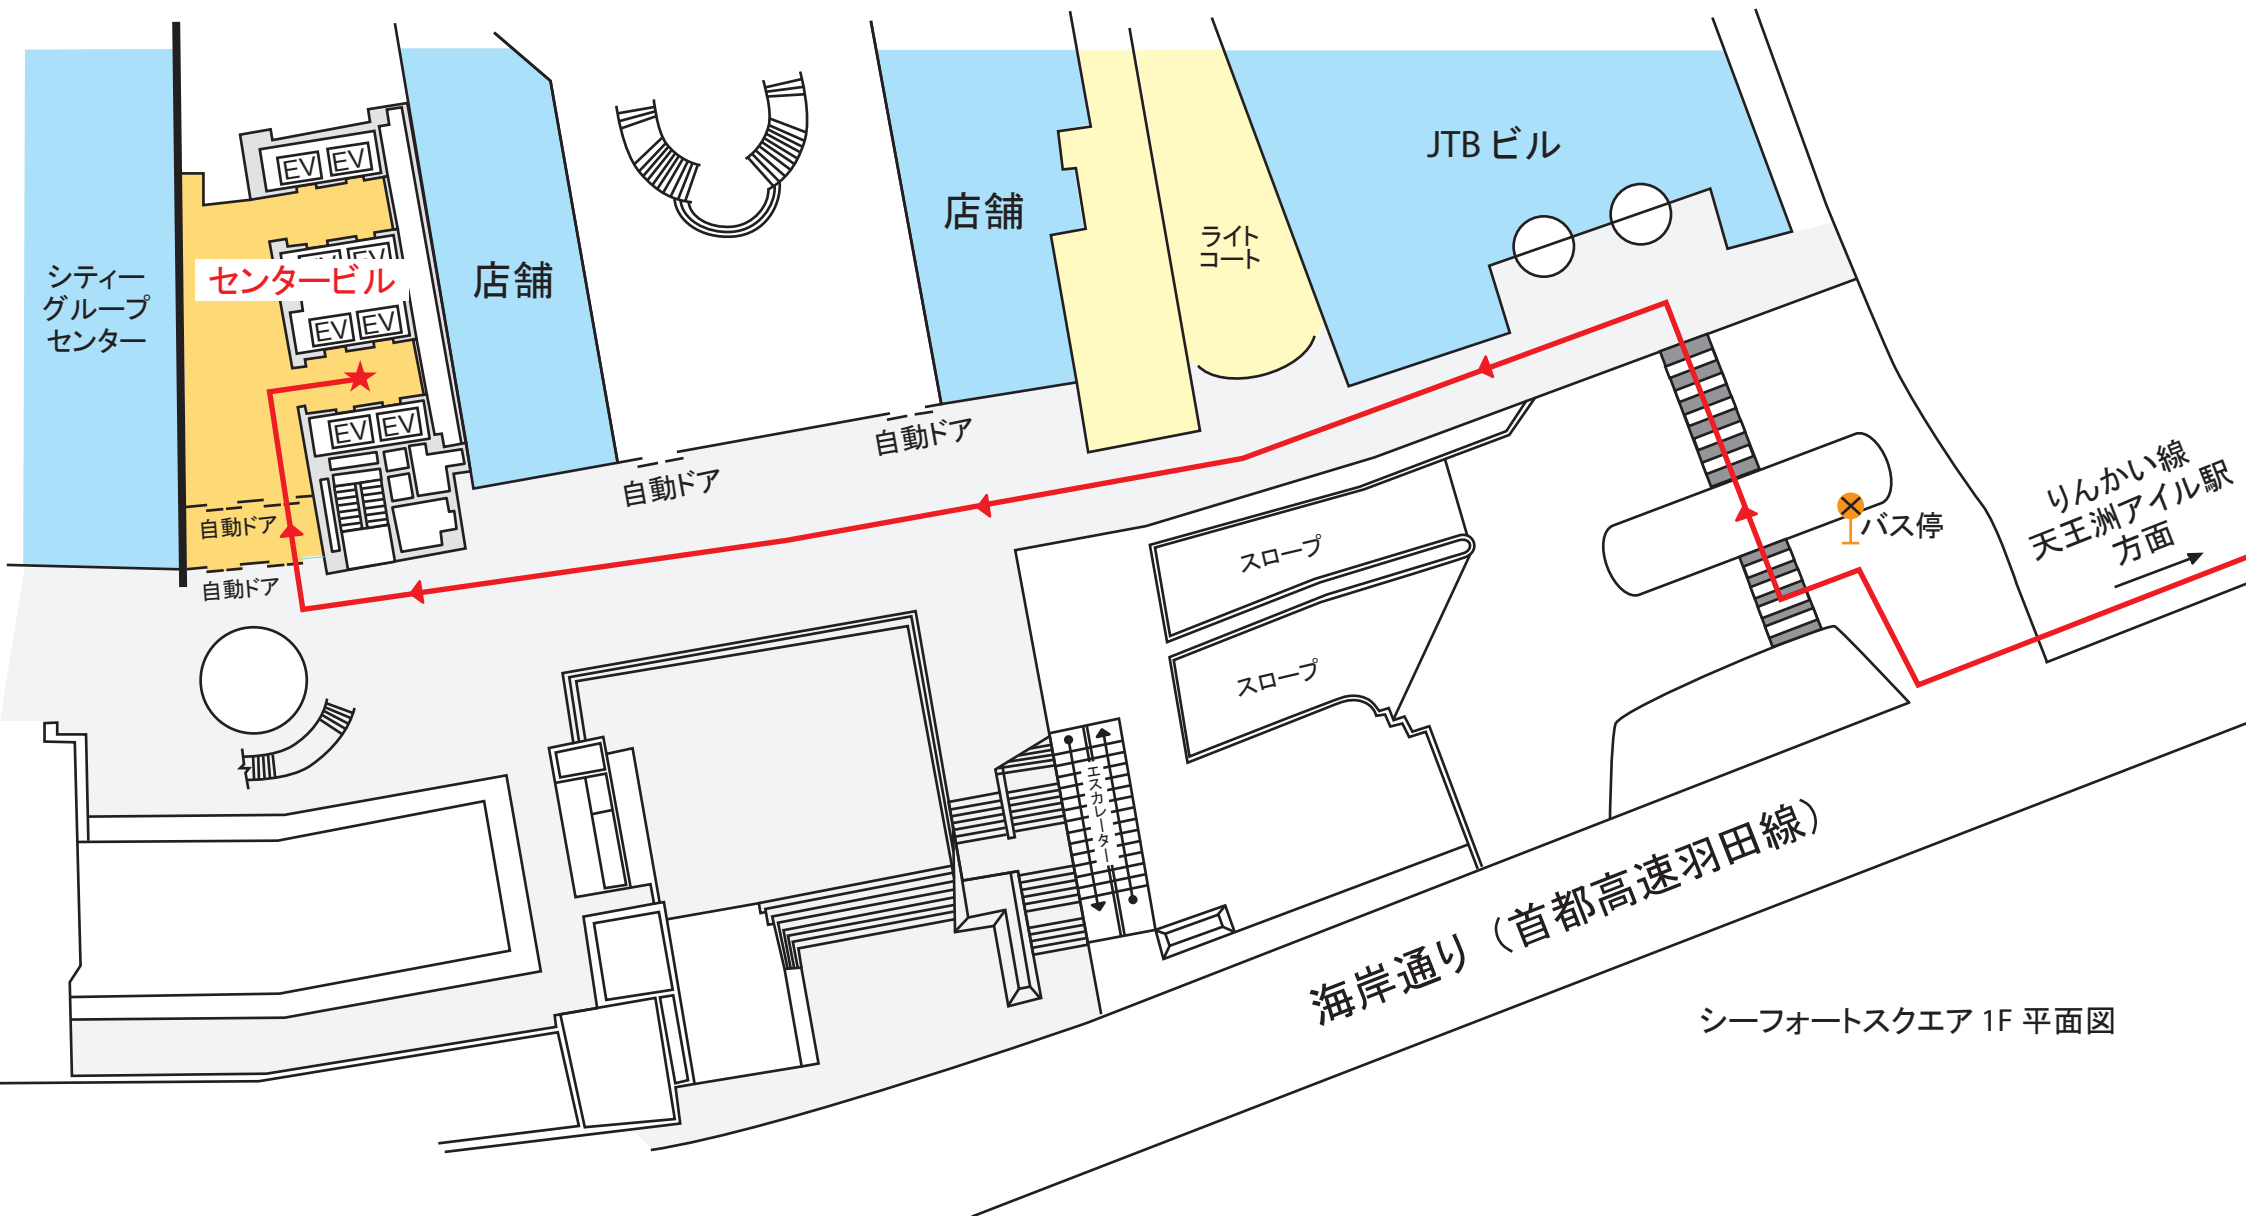 EV
EV
EV
EV
センタービル
EV
EV
EV
EV
シティー
グループ
センター
店舗
店舗
ライト
コート
JTB ビル
自動ドア
自動ドア
自動ドア
自動ドア
スロープ
スロープ
エスカレーター
バス停
りんかい線
天王洲アイル駅
方面
海岸通り（首都高速羽田線）
シーフォートスクエア 1F 平面図